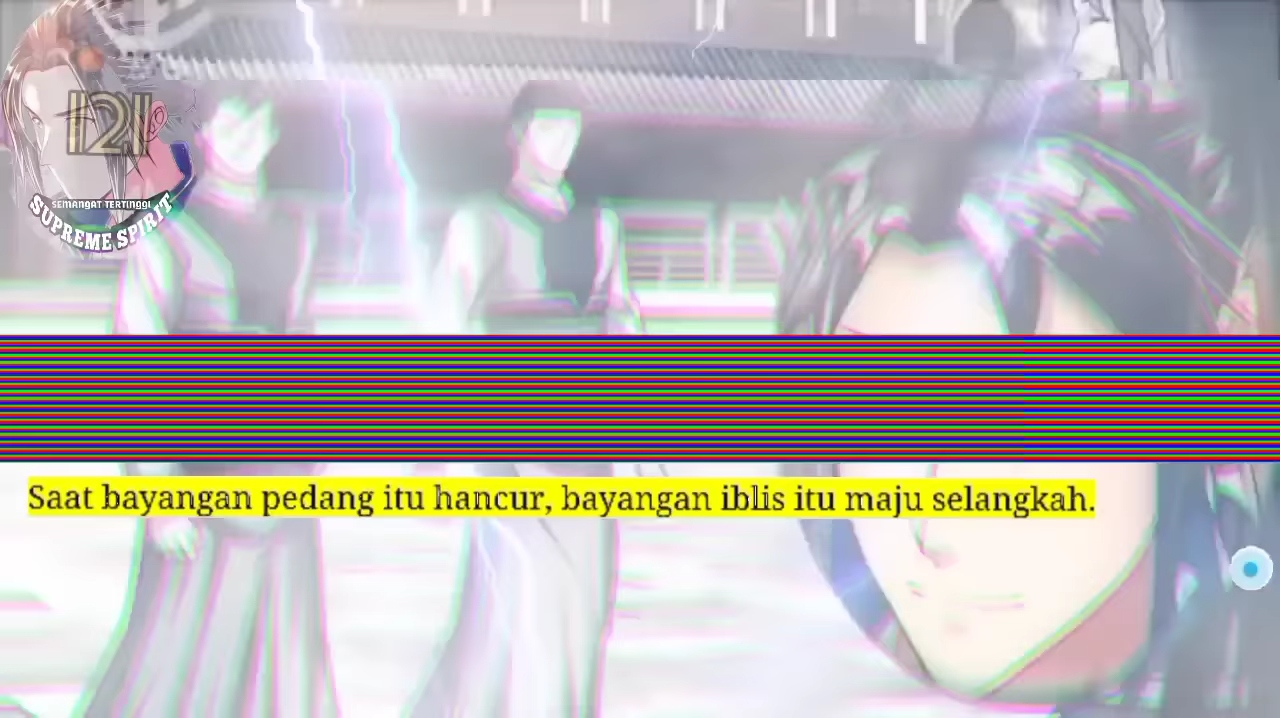 121
SEMANGAT TERTINGGI
SUPREME SPIRIT
Saat bayangan pedang itu hancur, bayangan iblis itu maju selangkah.